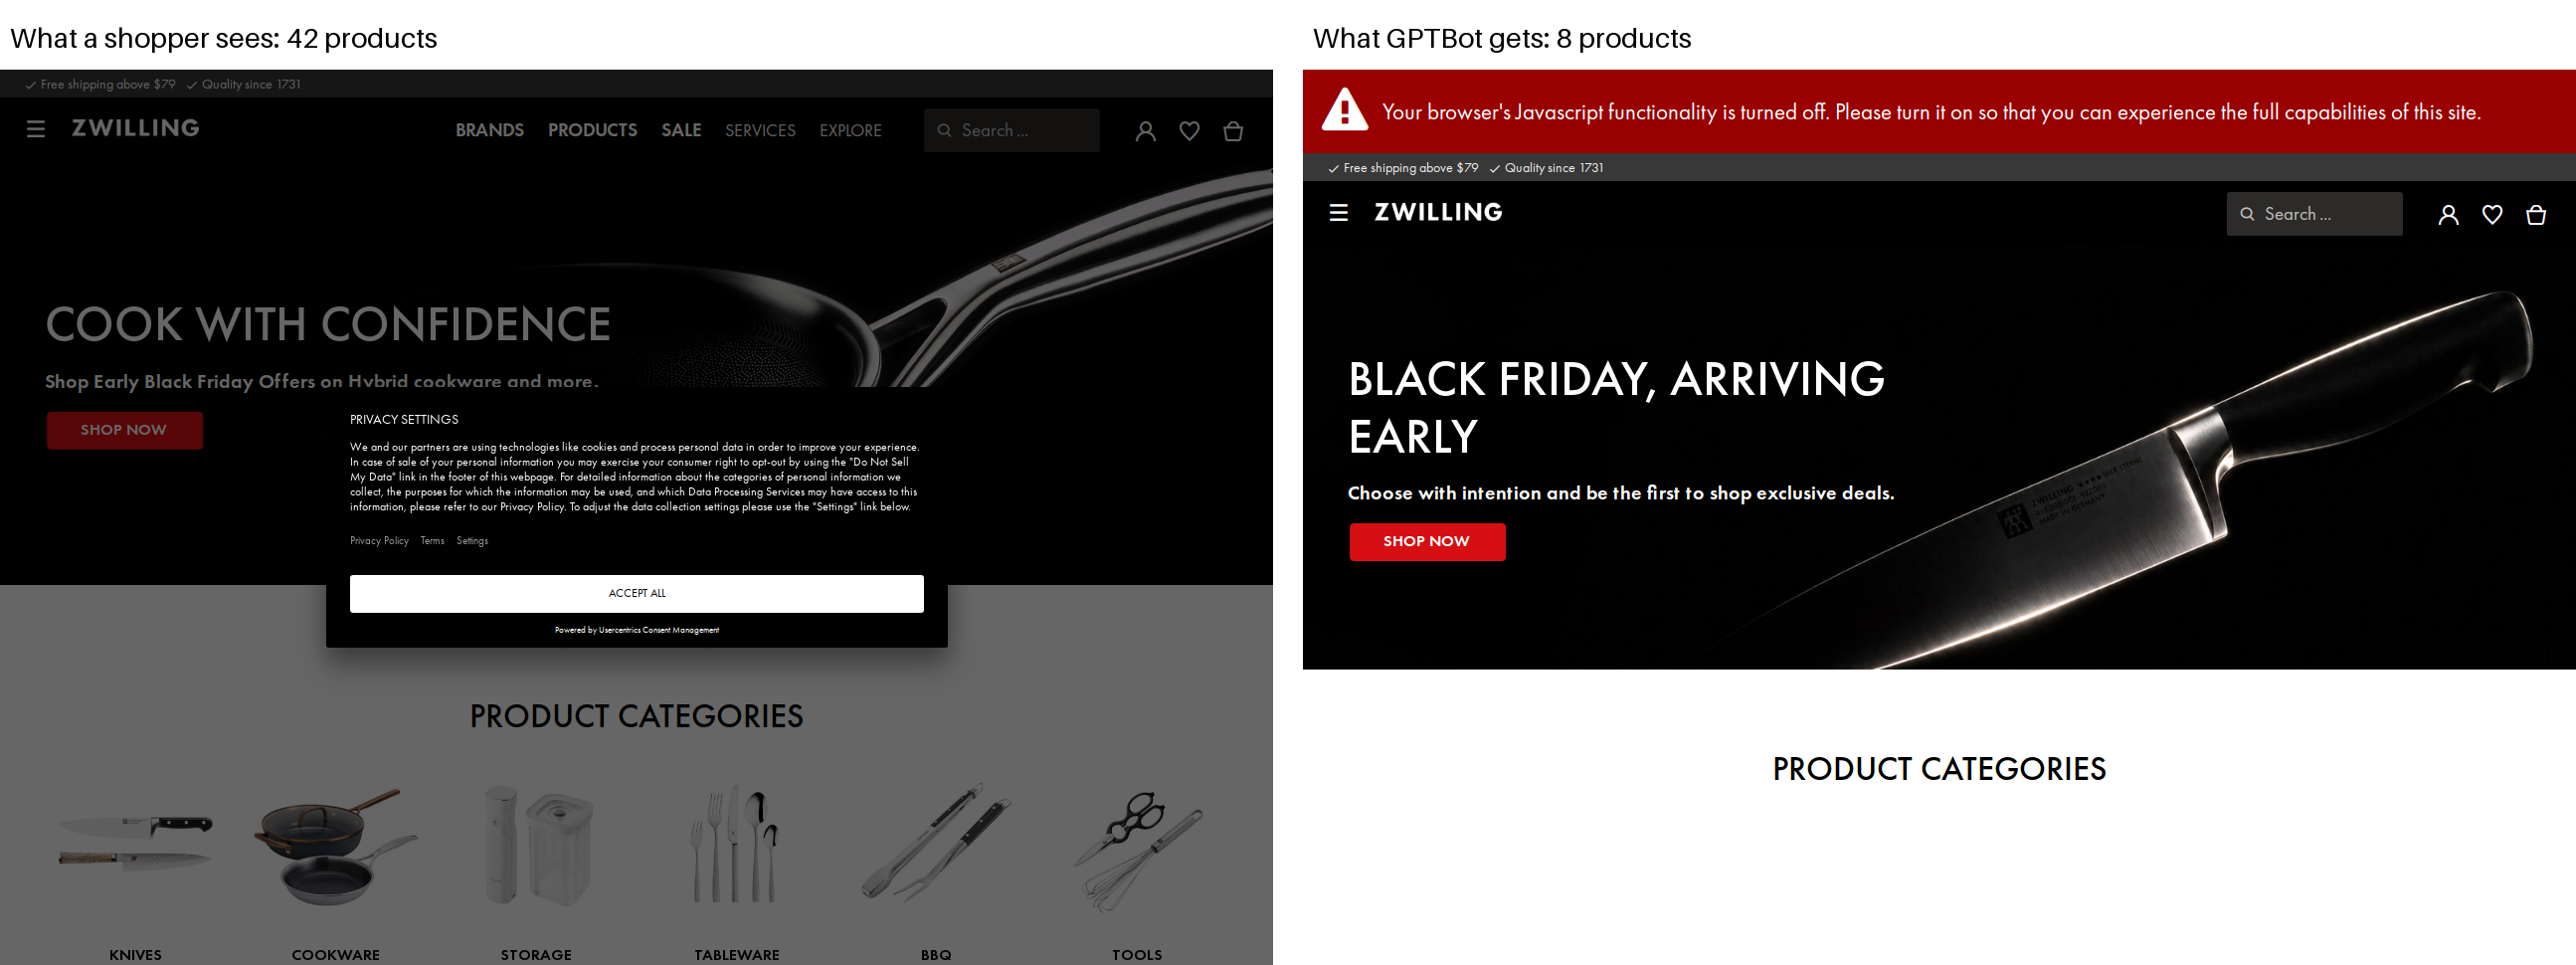 What a shopper sees: 42 products
Free shipping above $79 Quality since 1731
ZWILLING
BRANDS PRODUCTS SALE SERVICES EXPLORE
Search ...
COOK WITH CONFIDENCE
Shop Early Black Friday Offers on Hybrid cookware and more.
SHOP NOW
PRIVACY SETTINGS
We and our partners are using technologies like cookies and process personal data in order to improve your experience.
In case of sale of your personal information you may exercise your consumer right to opt-out by using the "Do Not Sell
My Data" link in the footer of this webpage. For detailed information about the categories of personal information we
collect, the purposes for which the information may be used, and which Data Processing Services may have access to this
information, please refer to our Privacy Policy. To adjust the data collection settings please use the "Settings" link below.
Privacy Policy Terms Settings
ACCEPT ALL
Powered by Usercentrics Consent Management
PRODUCT CATEGORIES
KNIVES COOKWARE STORAGE TABLEWARE BBQ TOOLS
What GPTBot gets: 8 products
Your browser's Javascript functionality is turned off. Please turn it on so that you can experience the full capabilities of this site.
Free shipping above $79 Quality since 1731
ZWILLING
Search ...
BLACK FRIDAY, ARRIVING
EARLY
Choose with intention and be the first to shop exclusive deals.
SHOP NOW
ZWILLING
MADE IN GERMANY
PRODUCT CATEGORIES